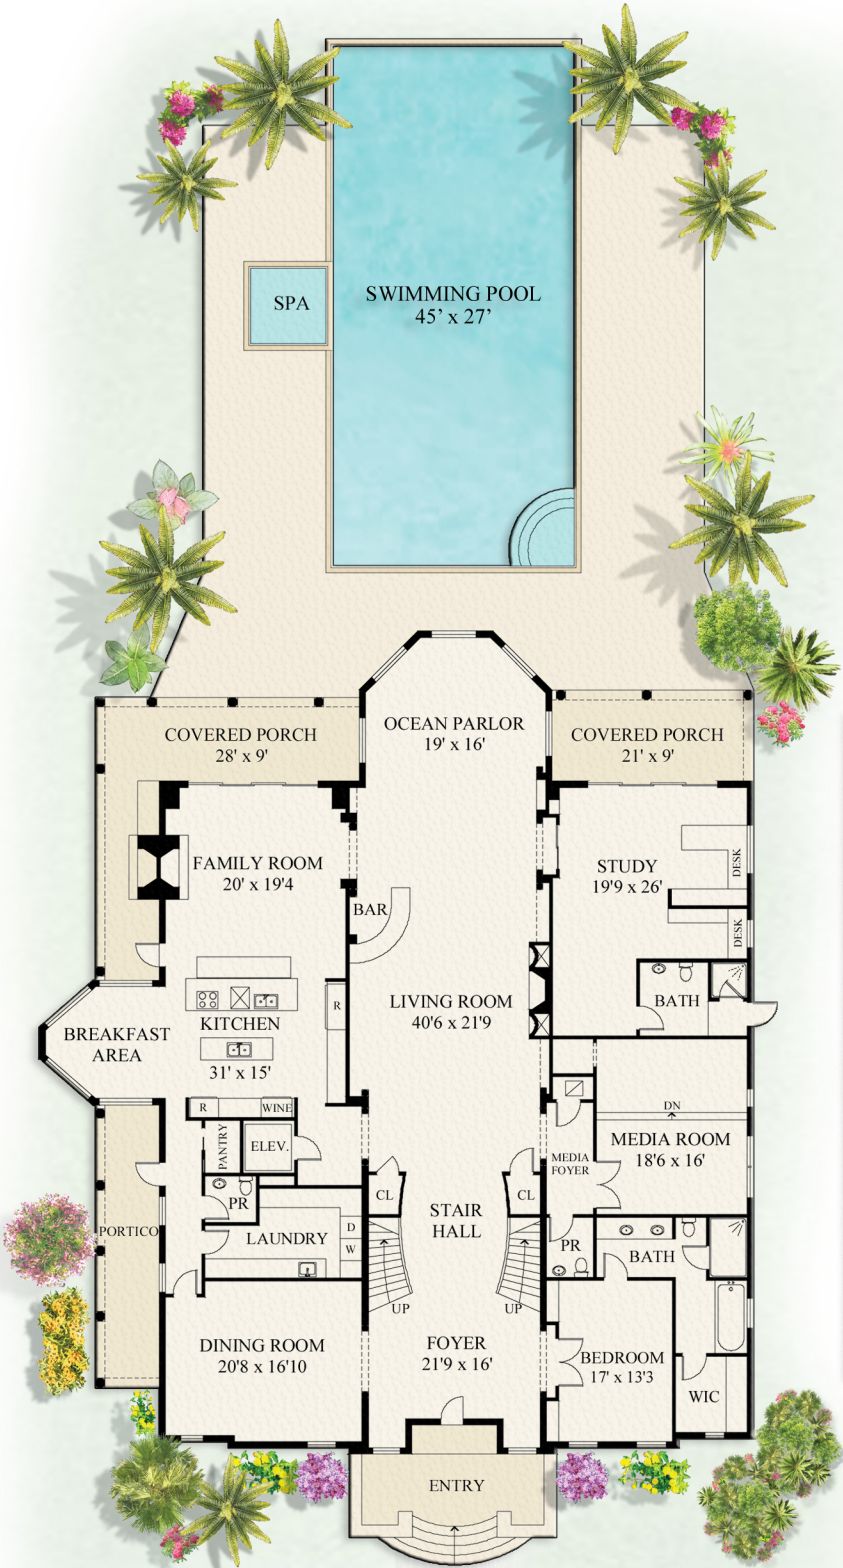 SPA
SWIMMING POOL
45’ x 27’
COVERED PORCH
28' x 9'
OCEAN PARLOR
19' x 16'
COVERED PORCH
21' x 9'
FAMILY ROOM
20' x 19'4
STUDY
19'9 x 26'
DESK
DESK
BAR
BATH
LIVING ROOM
40'6 x 21'9
R
KITCHEN
31' x 15'
BREAKFAST
AREA
R
WINE
PANTRY
ELEV.
DN
MEDIA ROOM
18'6 x 16'
MEDIA
FOYER
CL
CL
PR
STAIR
HALL
PORTICO
LAUNDRY
D
W
PR
BATH
UP
UP
DINING ROOM
20'8 x 16'10
FOYER
21'9 x 16'
BEDROOM
17' x 13'3
WIC
ENTRY